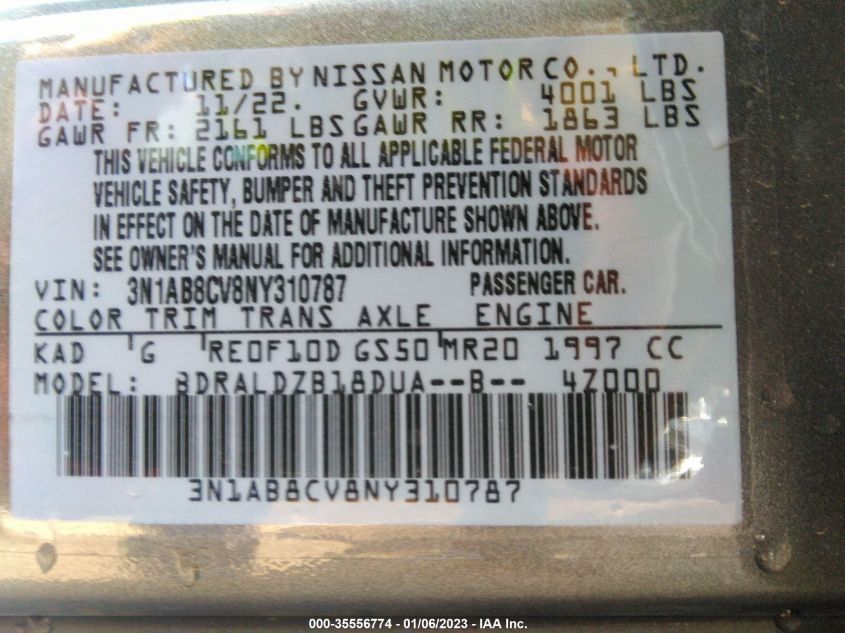 MANUFACTURED BY NISSAN MOTOR CO., LTD.
DATE: 11/22. GVWR: 4001 LBS
GAWR FR: 2161 LBS GAWR RR: 1863 LBS
THIS VEHICLE CONFORMS TO ALL APPLICABLE FEDERAL MOTOR
VEHICLE SAFETY, BUMPER AND THEFT PREVENTION STANDARDS
IN EFFECT ON THE DATE OF MANUFACTURE SHOWN ABOVE.
SEE OWNER'S MANUAL FOR ADDITIONAL INFORMATION.
VIN: 3N1AB8CV8NY310787 PASSENGER CAR.
COLOR TRIM TRANS AXLE ENGINE
KAD G RE0F10D GS50 MR20 1997 CC
MODEL: BDRALDZB18DUA--B-- 4Z000
3N1AB8CV8NY310787
000-35556774 - 01/06/2023 - IAA Inc.